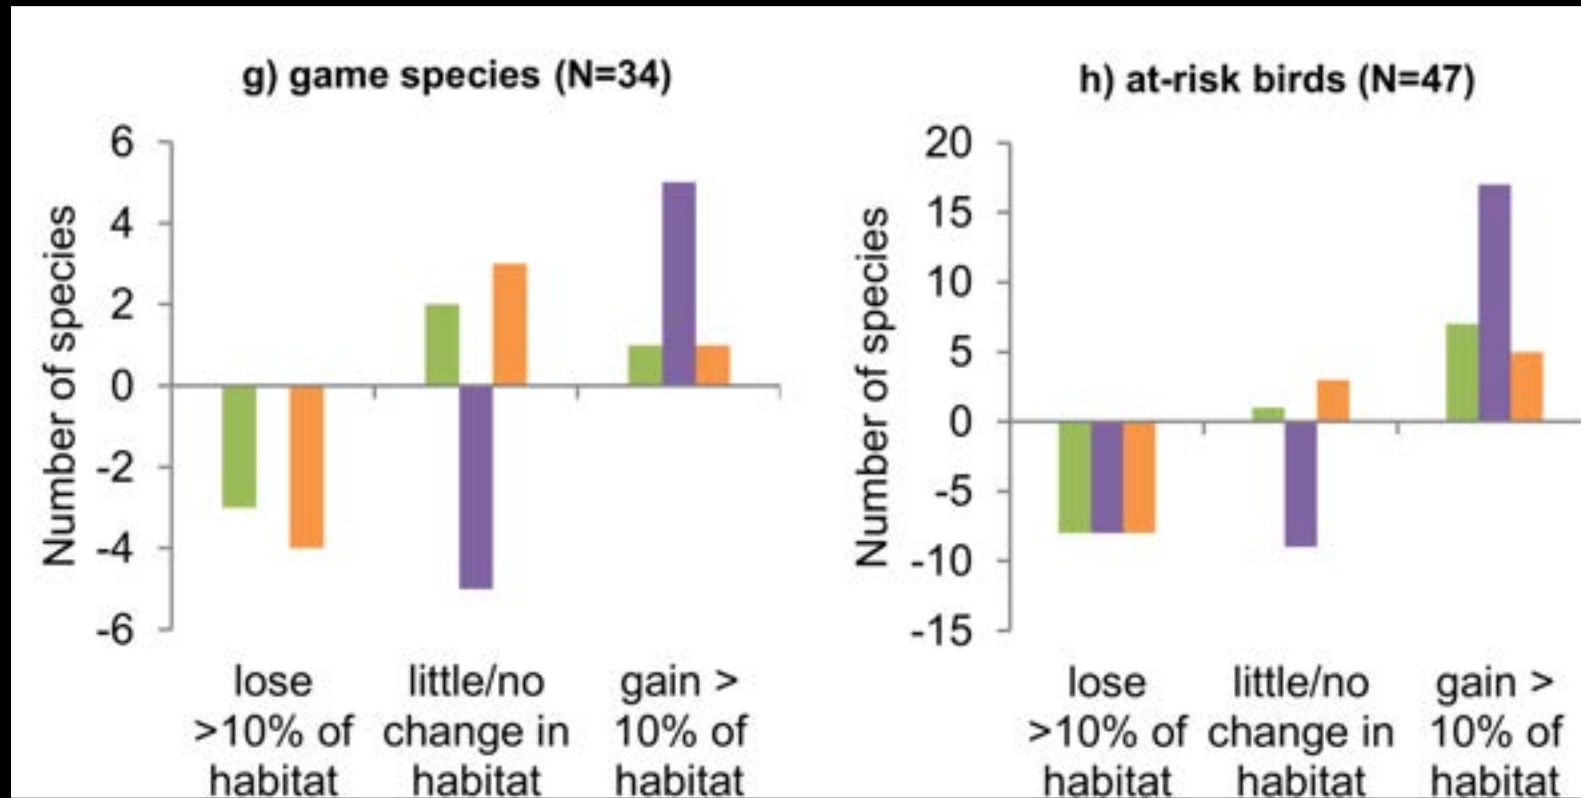 g) game species (N=34)
Number of species
6
4
2
0
-2
-4
-6
lose
>10% of
habitat
little/no
change in
habitat
gain >
10% of
habitat
h) at-risk birds (N=47)
Number of species
20
15
10
5
0
-5
-10
-15
lose
>10% of
habitat
little/no
change in
habitat
gain >
10% of
habitat